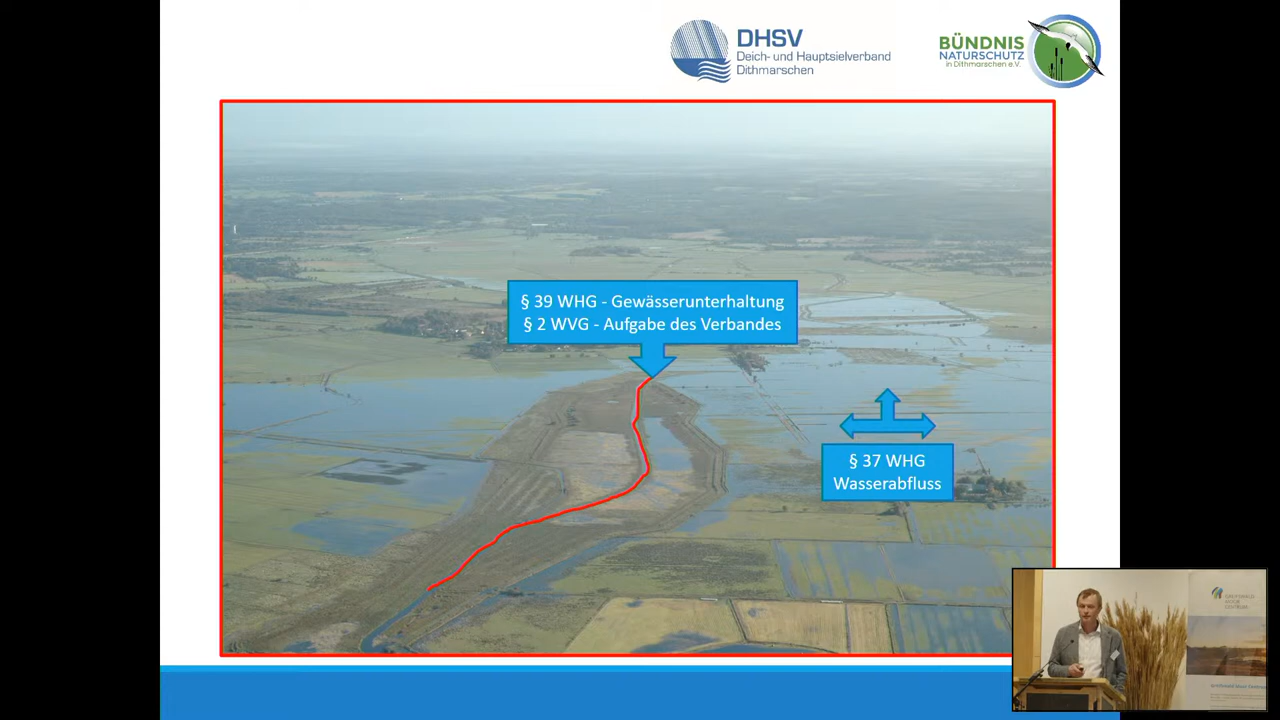 DHSV
Deich- und Hauptsielverband
Dithmarschen
BÜNDNIS
NATURSCHUTZ
in Dithmarschen e.V.
§ 39 WHG - Gewässerunterhaltung
§ 2 WVG - Aufgabe des Verbandes
§ 37 WHG
Wasserabfluss